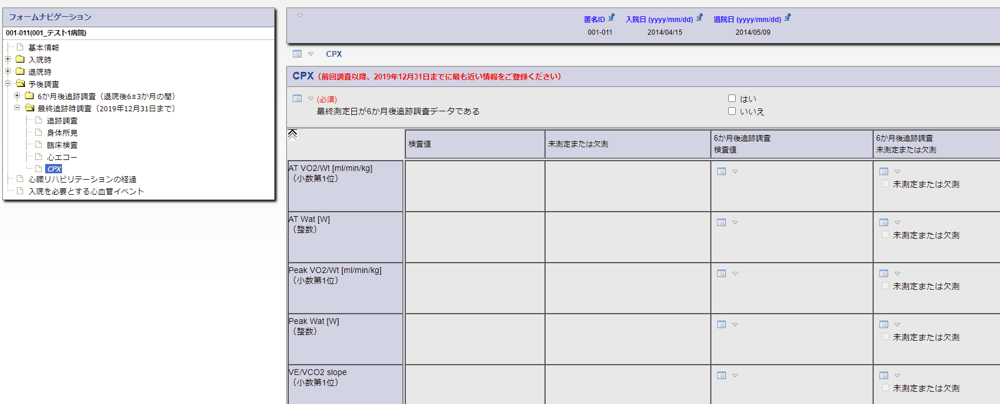 フォームナビゲーション
001-011(001_テスト1病院)
基本情報
入院時
退院時
予後調査
6か月後追跡調査（退院後6±3か月の間）
最終追跡時調査（2019年12月31日まで）
追跡調査
身体所見
臨床検査
心エコー
CPX
心臓リハビリテーションの経過
入院を必要とする心血管イベント
匿名ID 入院日 (yyyy/mm/dd) 退院日 (yyyy/mm/dd)
001-011 2014/04/15 2014/05/09
CPX
CPX（前回調査以降、2019年12月31日までに最も近い情報をご登録ください）
(必須)
最終測定日が6か月後追跡調査データである
はい
いいえ
検査値 未測定または欠測 6か月後追跡調査 検査値 6か月後追跡調査 未測定または欠測
AT VO2/Wt [ml/min/kg]
（小数第1位）
未測定または欠測
AT Wat [W]
（整数）
未測定または欠測
Peak VO2/Wt [ml/min/kg]
（小数第1位）
未測定または欠測
Peak Wat [W]
（整数）
未測定または欠測
VE/VCO2 slope
（小数第1位）
未測定または欠測